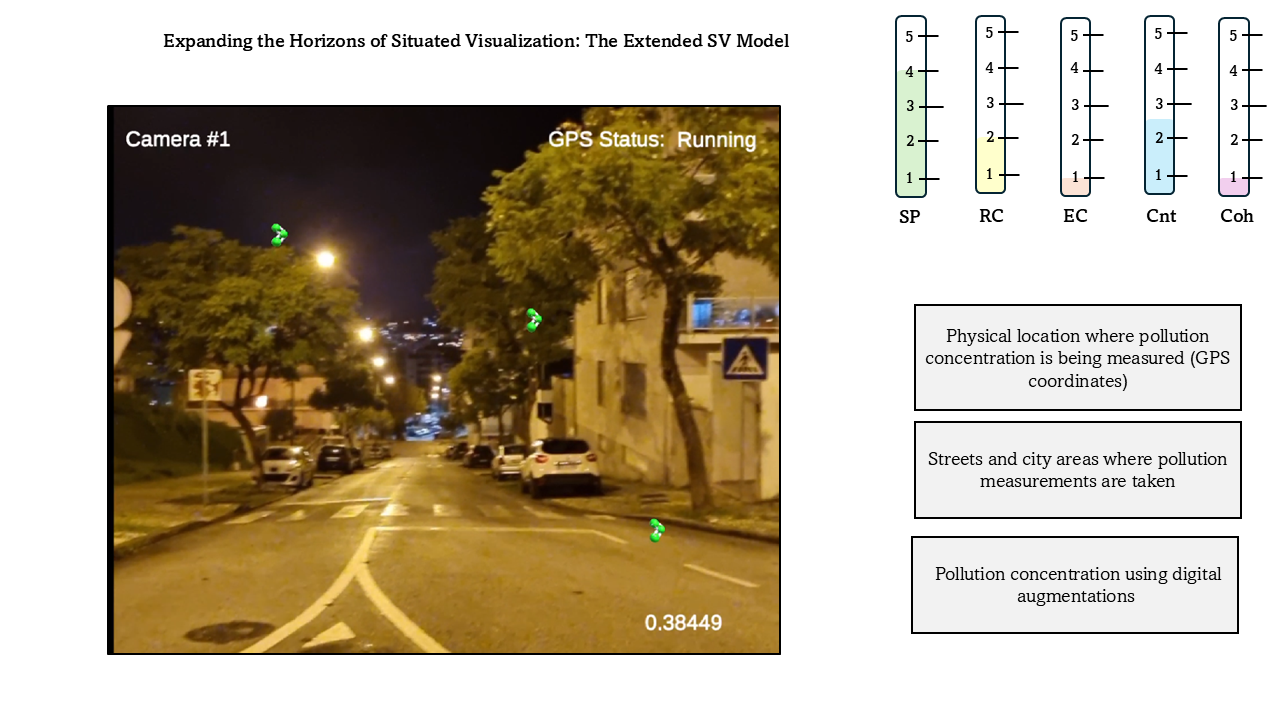 Expanding the Horizons of Situated Visualization: The Extended SV Model
Camera #1
GPS Status: Running
0.38449
5 5 5 5 5
4 4 4 4 4
3 3 3 3 3
2 2 2 2 2
1 1 1 1 1
SP RC EC Cnt Coh
Physical location where pollution
concentration is being measured (GPS
coordinates)
Streets and city areas where pollution
measurements are taken
Pollution concentration using digital
augmentations